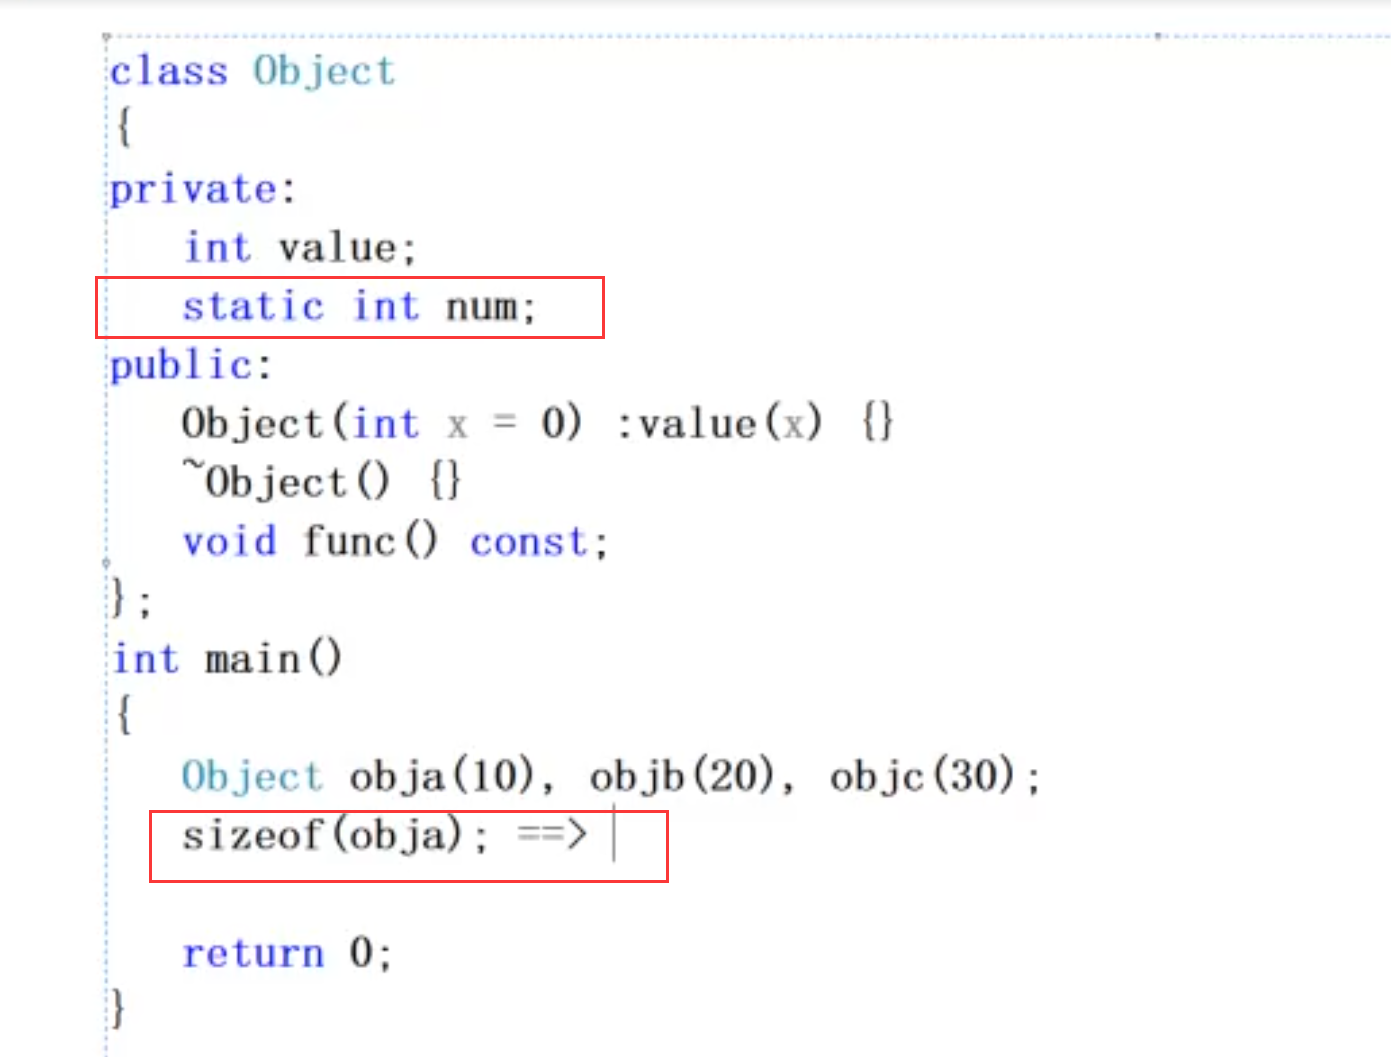 class Object
{
private:
int value;
static int num;
public:
Object(int x = 0) :value(x) {}
~Object() {}
void func() const;
};
int main()
{
Object obja(10), objb(20), objc(30);
sizeof(obja); ==>
return 0;
}